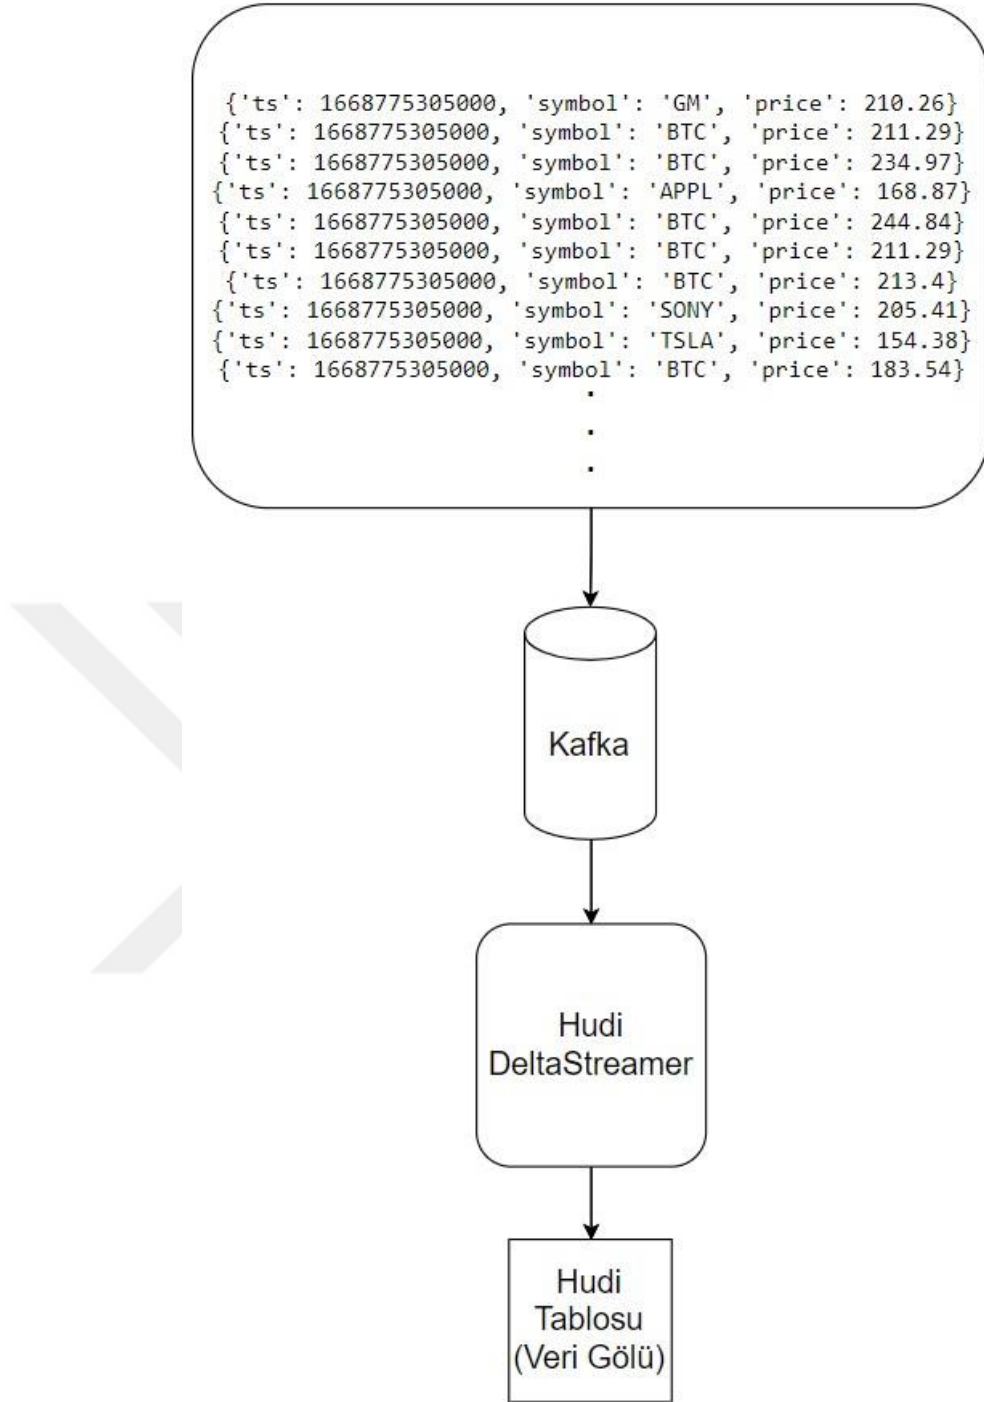 {'ts': 1668775305000, 'symbol': 'GM', 'price': 210.26}
{'ts': 1668775305000, 'symbol': 'BTC', 'price': 211.29}
{'ts': 1668775305000, 'symbol': 'BTC', 'price': 234.97}
{'ts': 1668775305000, 'symbol': 'APPL', 'price': 168.87}
{'ts': 1668775305000, 'symbol': 'BTC', 'price': 244.84}
{'ts': 1668775305000, 'symbol': 'BTC', 'price': 211.29}
{'ts': 1668775305000, 'symbol': 'BTC', 'price': 213.4}
{'ts': 1668775305000, 'symbol': 'SONY', 'price': 205.41}
{'ts': 1668775305000, 'symbol': 'TSLA', 'price': 154.38}
{'ts': 1668775305000, 'symbol': 'BTC', 'price': 183.54}
.
.
.
Kafka
Hudi
DeltaStreamer
Hudi
Tablosu
(Veri Gölü)